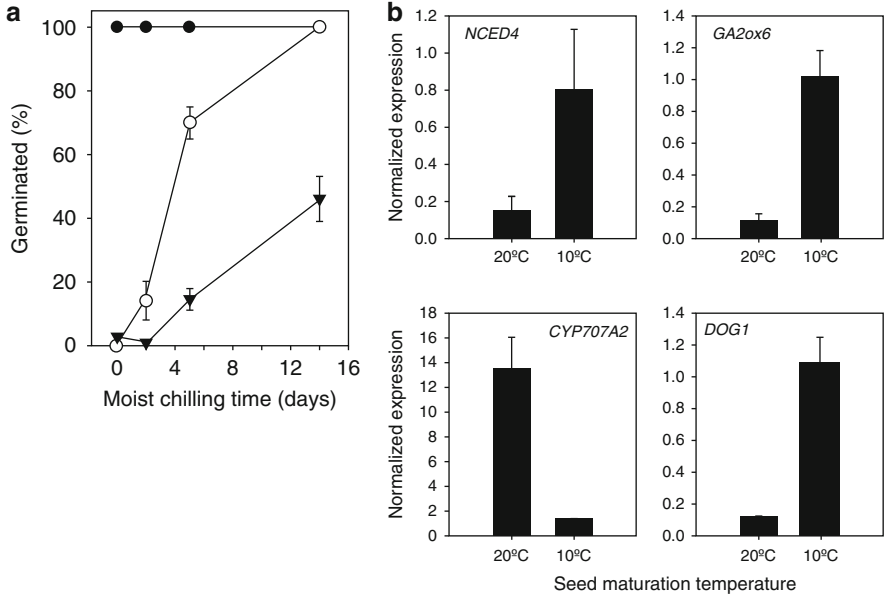 a
100
80
60
40
20
0
Germinated (%)
0 4 8 12 16
Moist chilling time (days)
b
Normalized expression
1.2
1.0
0.8
0.6
0.4
0.2
0.0
NCED4
20ºC 10ºC
1.4
1.2
1.0
0.8
0.6
0.4
0.2
0.0
GA2ox6
20ºC 10ºC
Normalized expression
18
16
14
12
10
8
6
4
2
0
CYP707A2
20ºC 10ºC
1.4
1.2
1.0
0.8
0.6
0.4
0.2
0.0
DOG1
20ºC 10ºC
Seed maturation temperature